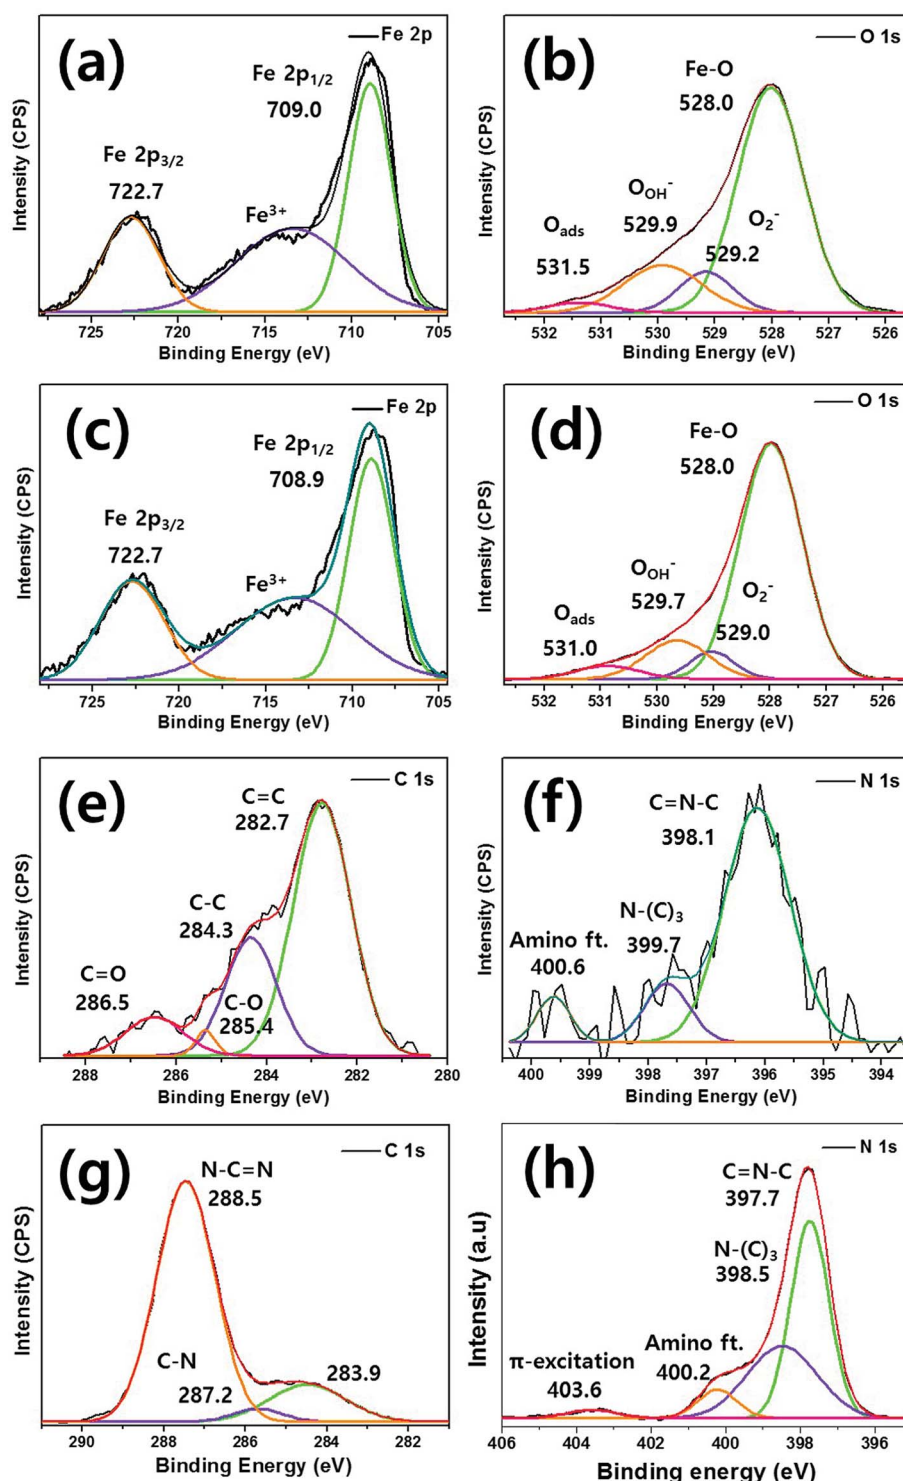 (a)
Fe 2p
Fe 2p1/2
709.0
Fe 2p3/2
722.7
Fe3+
Intensity (CPS)
725 720 715 710 705
Binding Energy (eV)
(b)
O 1s
Fe-O
528.0
OOH-
529.9
O2-
529.2
Oads
531.5
Intensity (CPS)
532 531 530 529 528 527 526
Binding Energy (eV)
(c)
Fe 2p
Fe 2p1/2
708.9
Fe 2p3/2
722.7
Fe3+
Intensity (CPS)
725 720 715 710 705
Binding Energy (eV)
(d)
O 1s
Fe-O
528.0
OOH-
529.7
O2-
529.0
Oads
531.0
Intensity (CPS)
532 531 530 529 528 527 526
Binding Energy (eV)
(e)
C 1s
C=C
282.7
C-C
284.3
C=O
286.5
C-O
285.4
Intensity (CPS)
288 286 284 282 280
Binding Energy (eV)
(f)
N 1s
C=N-C
398.1
N-(C)3
399.7
Amino ft.
400.6
Intensity (CPS)
400 399 398 397 396 395 394
Binding Energy (eV)
(g)
C 1s
N-C=N
288.5
C-N
287.2
283.9
Intensity (CPS)
290 288 286 284 282
Binding energy (eV)
(h)
N 1s
C=N-C
397.7
N-(C)3
398.5
Amino ft.
400.2
π-excitation
403.6
Intensity (a.u)
406 404 402 400 398 396
Binding energy (eV)